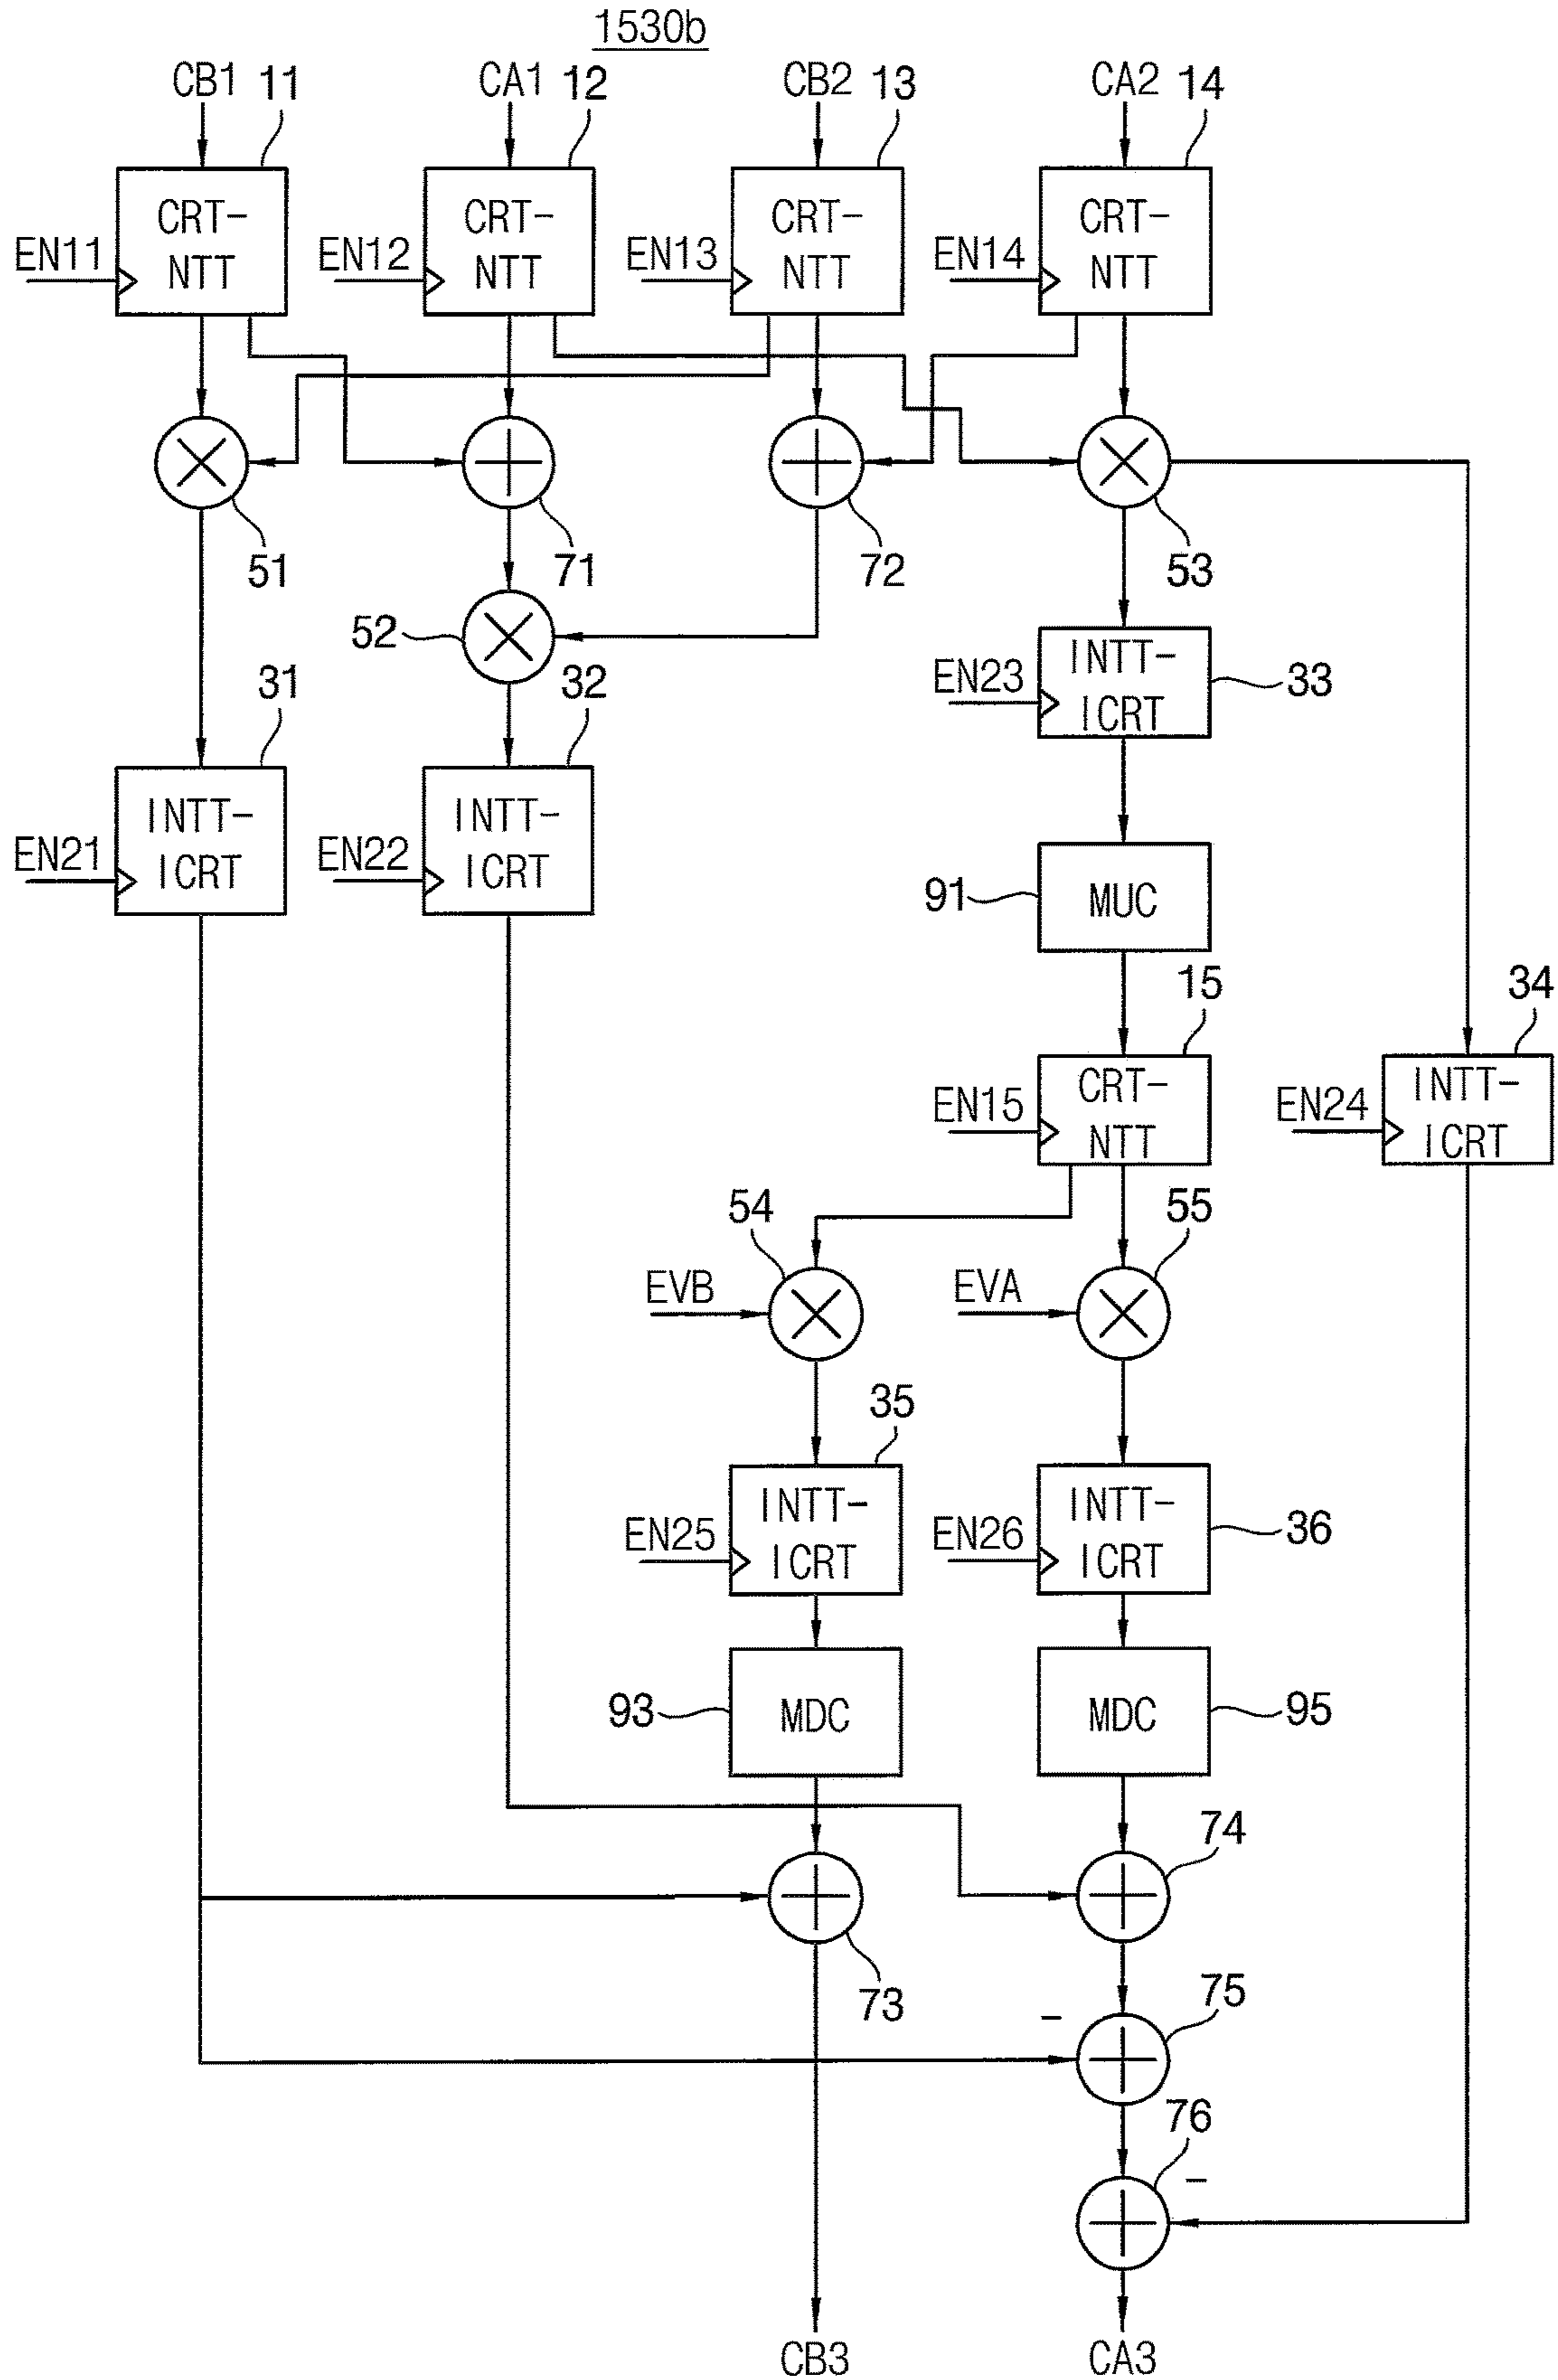 1530b
CB1 11 CA1 12 CB2 13 CA2 14
CRT- CRT- CRT- CRT-
NTT NTT NTT NTT
EN11 EN12 EN13 EN14
51 71 72 53
52
31 32
INTT-
ICRT
EN23 33
INTT- INTT-
ICRT ICRT
EN21 EN22
91 MUC
15 34
CRT-
NTT
EN15
INTT-
ICRT
EN24
54 55
EVB EVA
35
INTT- INTT-
ICRT ICRT
EN25 EN26 36
93 MDC MDC 95
74
73
- 75
76
-
CB3 CA3